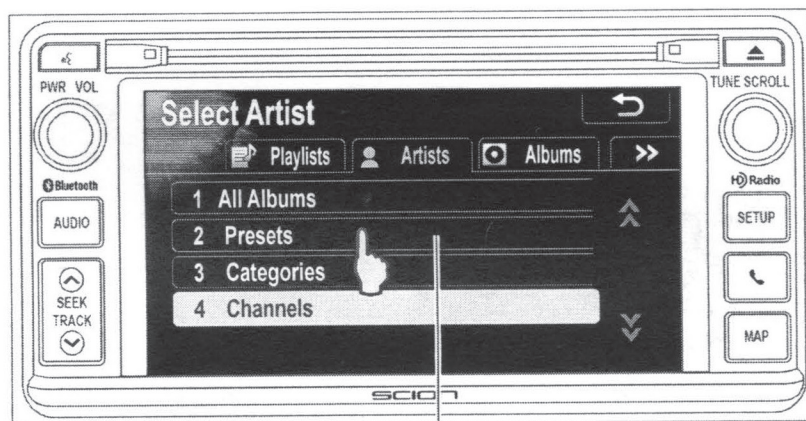 PWR VOL
TUNE SCROLL
Select Artist
Playlists
Artists
Albums
>>
Bluetooth
HD Radio
AUDIO
SETUP
1 All Albums
2 Presets
3 Categories
4 Channels
SEEK
TRACK
MAP
SCION